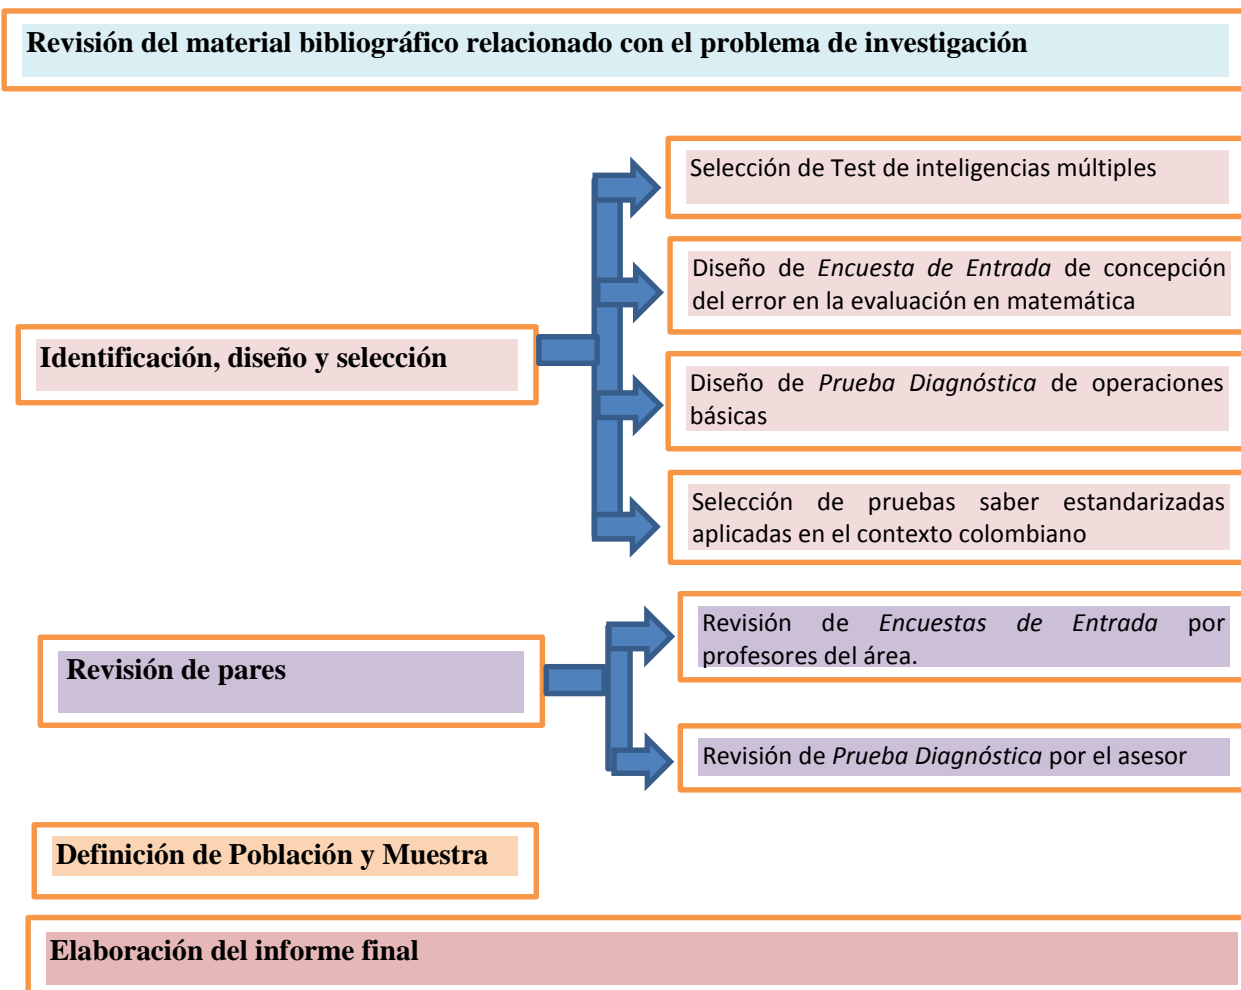 Revisión del material bibliográfico relacionado con el problema de investigación
Selección de Test de inteligencias múltiples
Diseño de Encuesta de Entrada de concepción
del error en la evaluación en matemática
Identificación, diseño y selección
Diseño de Prueba Diagnóstica de operaciones
básicas
Selección de pruebas saber estandarizadas
aplicadas en el contexto colombiano
Revisión de pares
Revisión de Encuestas de Entrada por
profesores del área.
Revisión de Prueba Diagnóstica por el asesor
Definición de Población y Muestra
Elaboración del informe final